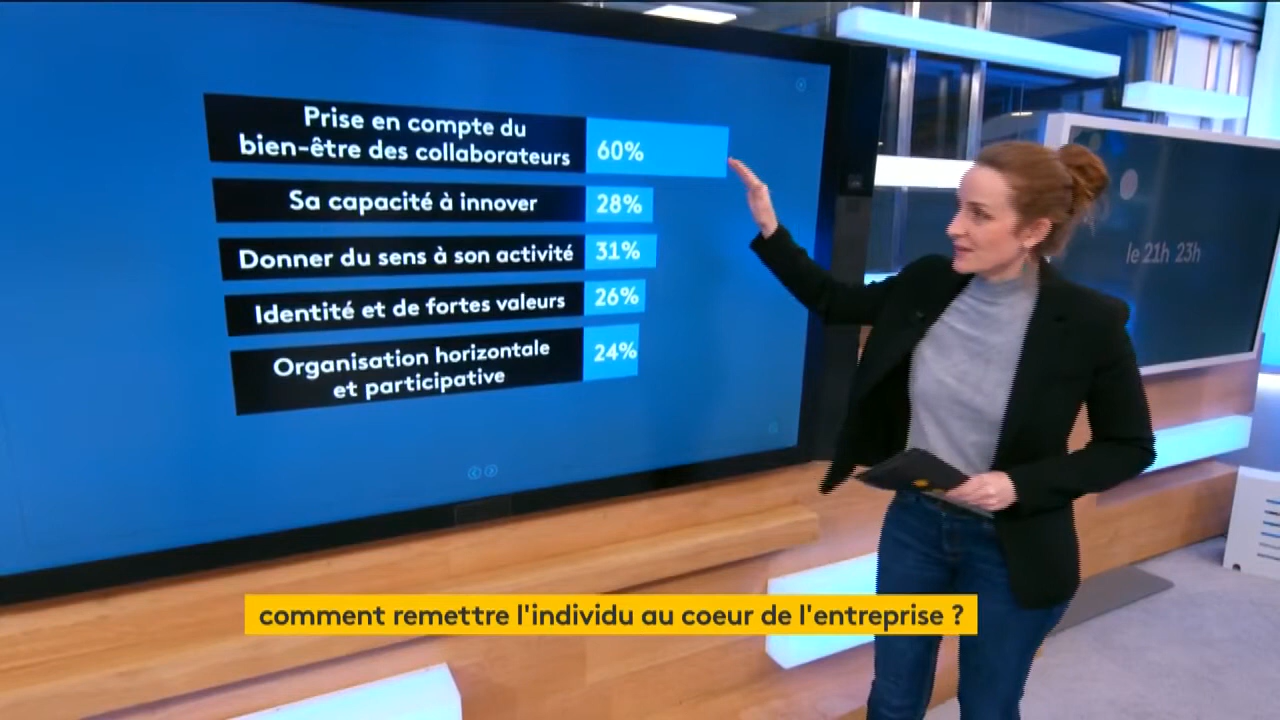 Prise en compte du
bien-être des collaborateurs
60%
Sa capacité à innover
28%
Donner du sens à son activité
31%
Identité et de fortes valeurs
26%
Organisation horizontale
et participative
24%
le 21h 23h
comment remettre l'individu au coeur de l'entreprise ?